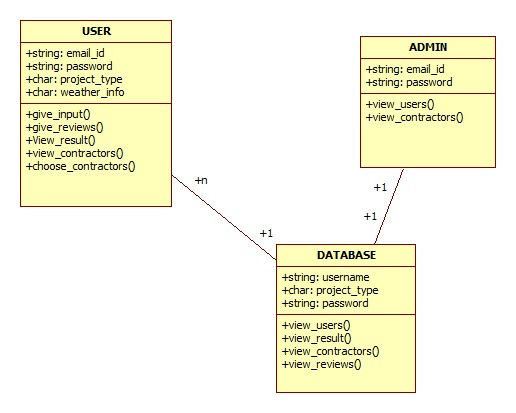 USER
+string: email_id
+string: password
+char: project_type
+char: weather_info
+give_input()
+give_reviews()
+View_result()
+view_contractors()
+choose_contractors()
ADMIN
+string: email_id
+string: password
+view_users()
+view_contractors()
+n
+1
+1
+1
DATABASE
+string: username
+char: project_type
+string: password
+view_users()
+view_result()
+view_contractors()
+view_reviews()